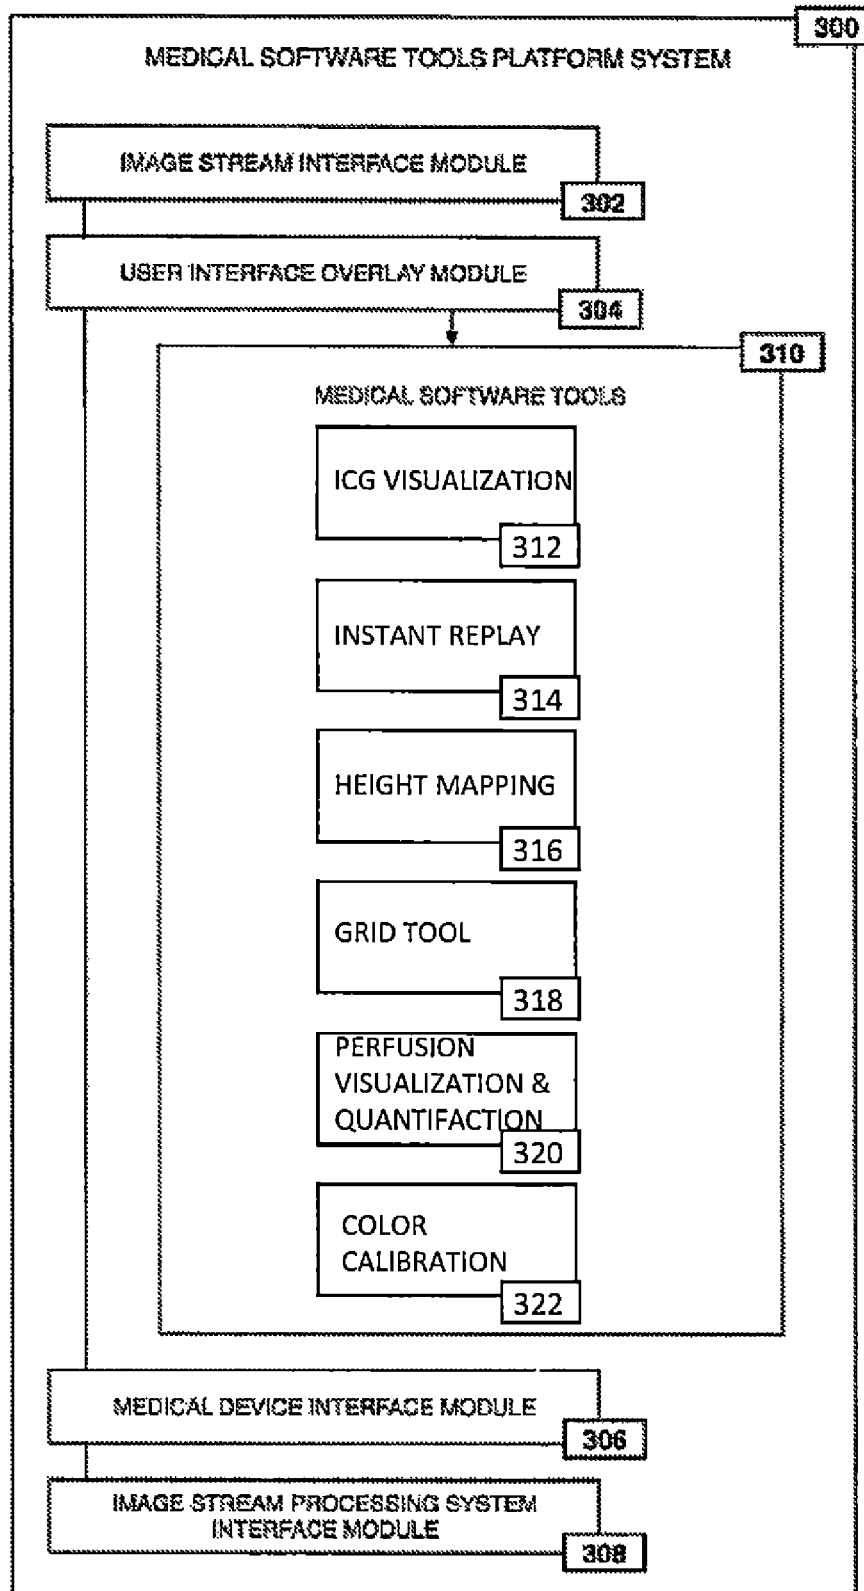 300
MEDICAL SOFTWARE TOOLS PLATFORM SYSTEM
IMAGE STREAM INTERFACE MODULE
302
USER INTERFACE OVERLAY MODULE
304
310
MEDICAL SOFTWARE TOOLS
ICG VISUALIZATION
312
INSTANT REPLAY
314
HEIGHT MAPPING
316
GRID TOOL
318
PERFUSION
VISUALIZATION &
QUANTIFACTION
320
COLOR
CALIBRATION
322
MEDICAL DEVICE INTERFACE MODULE
306
IMAGE STREAM PROCESSING SYSTEM
INTERFACE MODULE
308